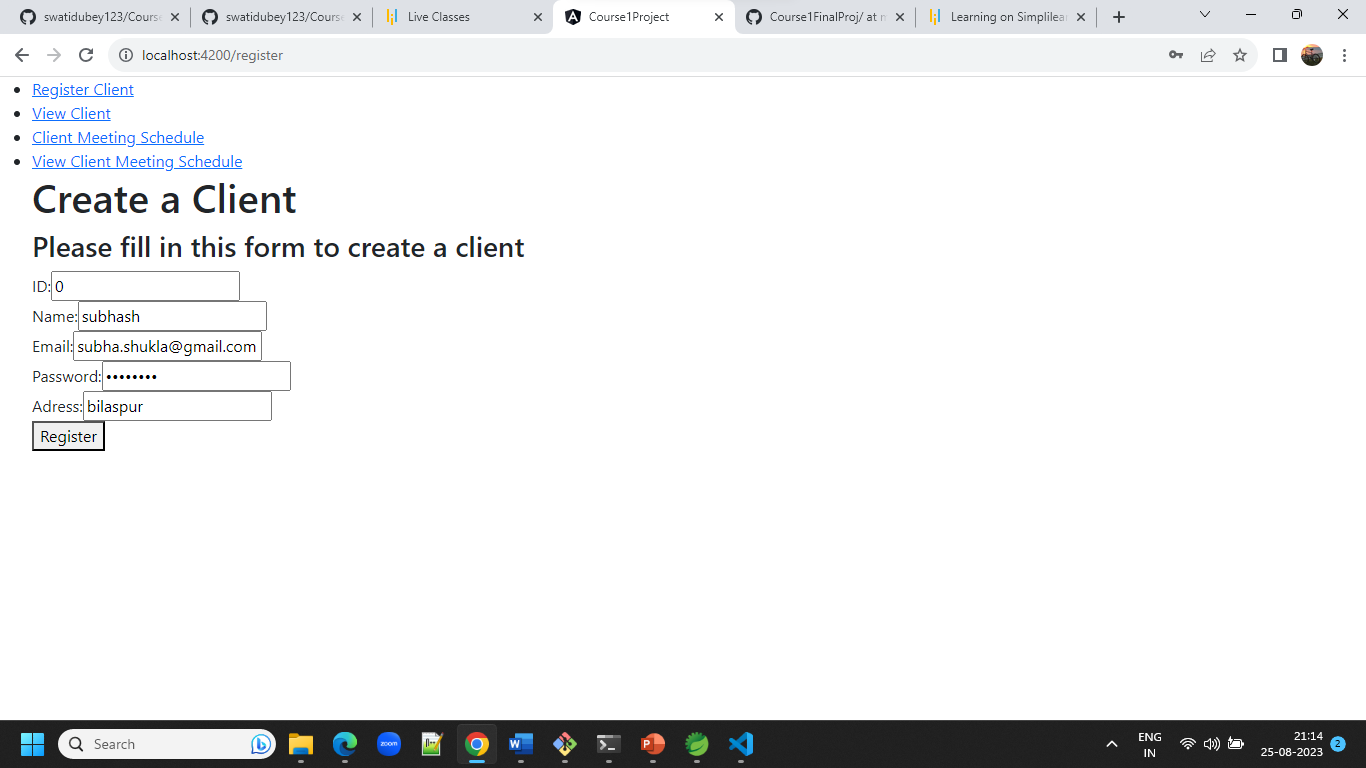 swatidubey123/Course
swatidubey123/Course
Live Classes
Course1Project
Course1FinalProj/ at m
Learning on Simplilear
localhost:4200/register
Register Client
View Client
Client Meeting Schedule
View Client Meeting Schedule
Create a Client
Please fill in this form to create a client
ID: 0
Name: subhash
Email: subha.shukla@gmail.com
Password: ••••••••
Adress: bilaspur
Register
Search
zoom
ENG
IN
21:14
25-08-2023
2